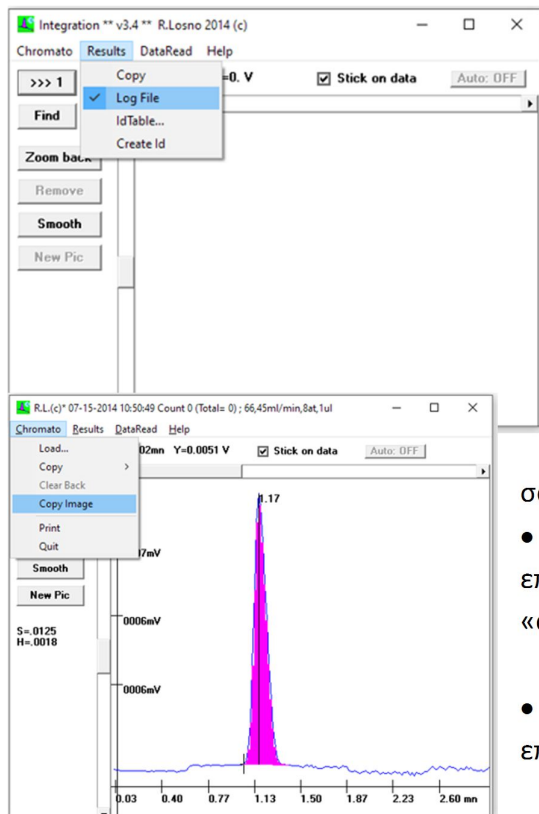 Integration ** v3.4 ** R.Losno 2014 (c)
Chromato Results DataRead Help
>>> 1
Copy
=0. V
Stick on data
Auto: OFF
Log File
Find
IdTable...
Create Id
Zoom back
Remove
Smooth
New Pic
R.L.(c)* 07-15-2014 10:50:49 Count 0 (Total= 0) ; 66,45ml/min,8at,1ul
Chromato Results DataRead Help
Load...
02mn Y=0.0051 V
Stick on data
Auto: OFF
Copy
Clear Back
Copy Image
Print
Quit
1.17
7mV
Smooth
New Pic
S=.0125
H=.0018
0006mV
0006mV
0.03 0.40 0.77 1.13 1.50 1.87 2.23 2.60 mn